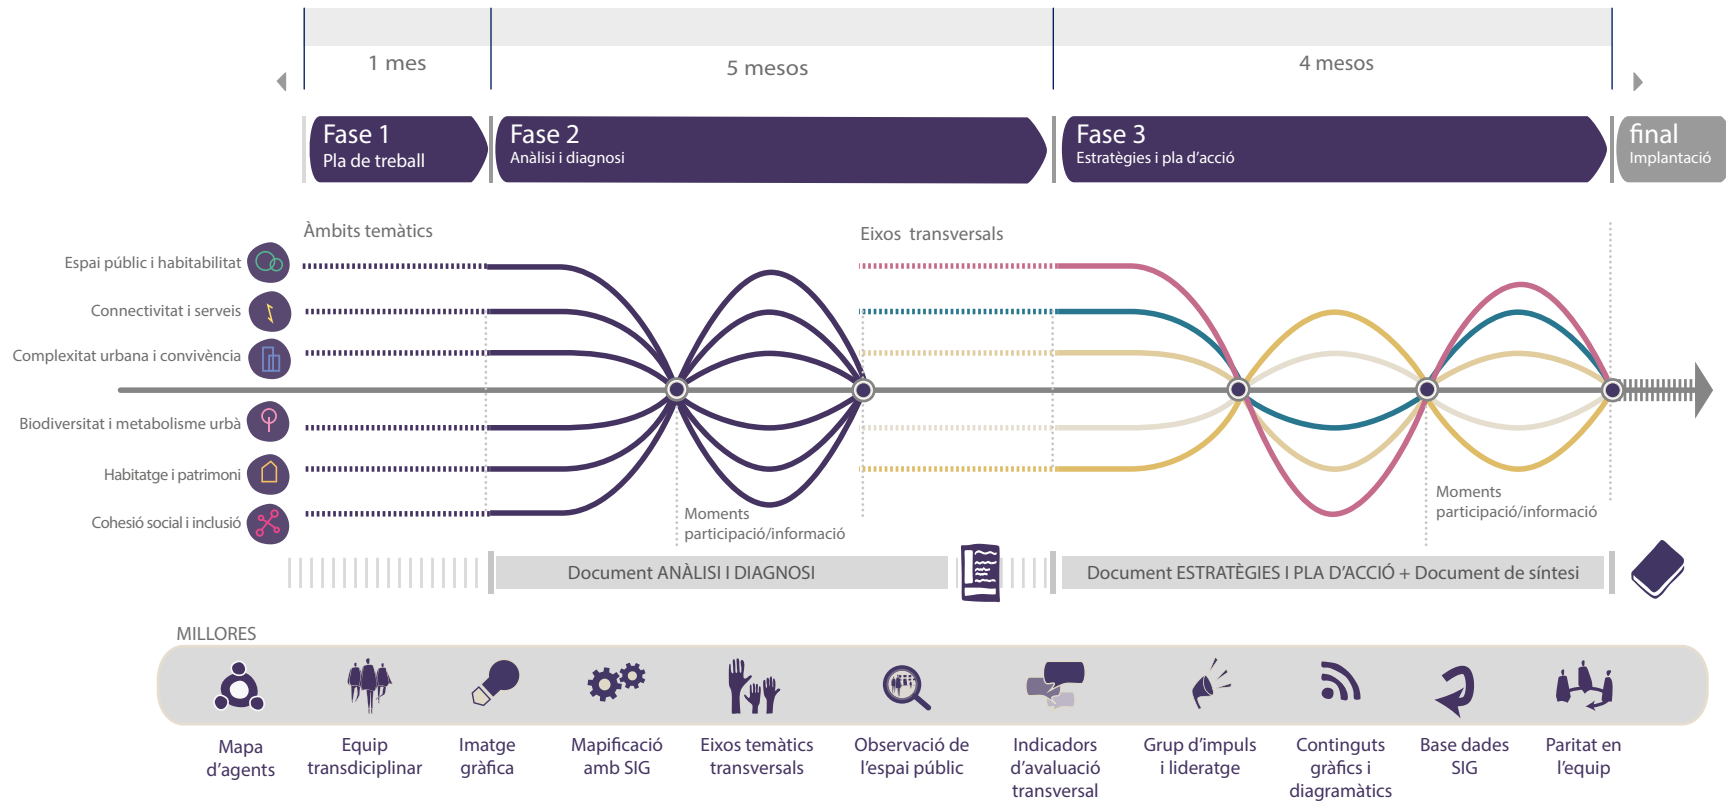 1 mes
5 mesos
4 mesos
Fase 1
Pla de treball
Fase 2
Anàlisi i diagnosi
Fase 3
Estratègies i pla d'acció
final
Implantació
Àmbits temàtics
Eixos transversals
Espai públic i habitabilitat
Connectivitat i serveis
Complexitat urbana i convivència
Biodiversitat i metabolisme urbà
Habitatge i patrimoni
Cohesió social i inclusió
Moments
participació/informació
Moments
participació/informació
Document ANÀLISI I DIAGNOSI
Document ESTRATÈGIES I PLA D'ACCIÓ + Document de síntesi
MILLORES
Mapa
d'agents
Equip
transdiciplinar
Imatge
gràfica
Mapificació
amb SIG
Eixos temàtics
transversals
Observació de
l'espai públic
Indicadors
d'avaluació
transversal
Grup d'impuls
i lideratge
Continguts
gràfics i
diagramàtics
Base dades
SIG
Paritat en
l'equip